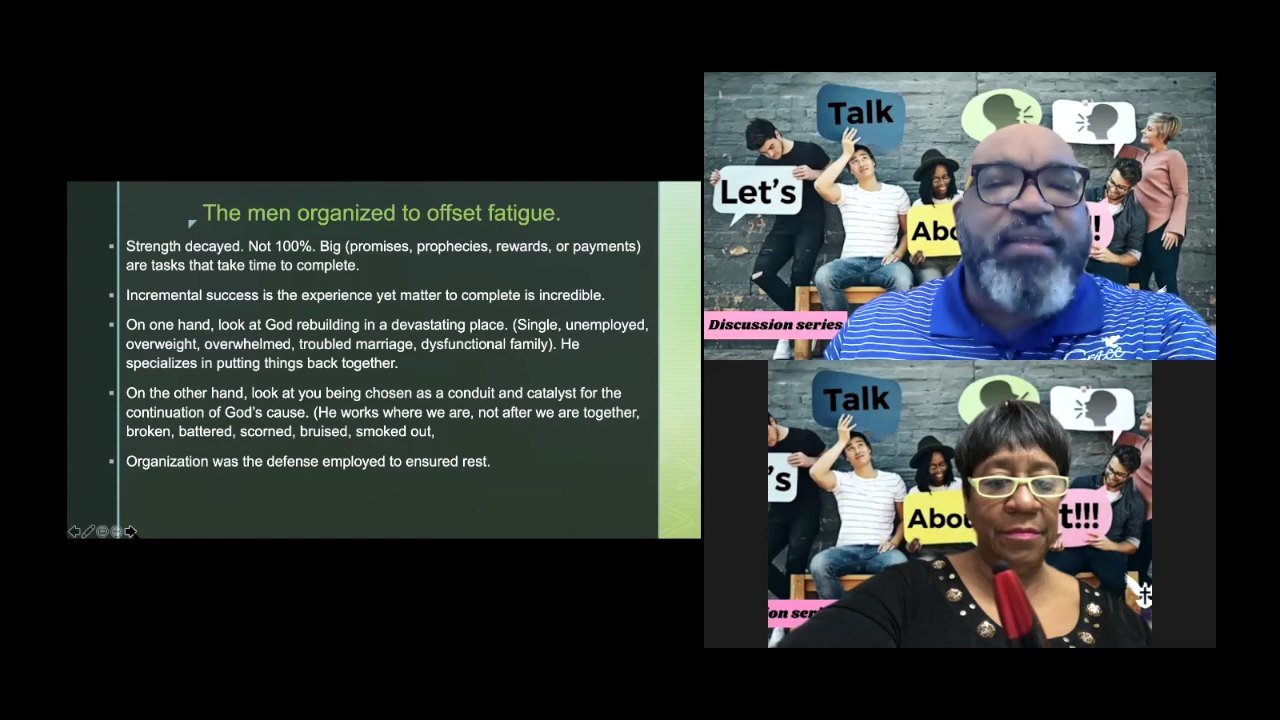 The men organized to offset fatigue.
Strength decayed. Not 100%. Big (promises, prophecies, rewards, or payments)
are tasks that take time to complete.
Incremental success is the experience yet matter to complete is incredible.
On one hand, look at God rebuilding in a devastating place. (Single, unemployed,
overweight, overwhelmed, troubled marriage, dysfunctional family). He
specializes in putting things back together.
On the other hand, look at you being chosen as a conduit and catalyst for the
continuation of God's cause. (He works where we are, not after we are together,
broken, battered, scorned, bruised, smoked out,
Organization was the defense employed to ensured rest.
Talk
Let's
Abo
!
Discussion series
Grace
Talk
's
Abou
t!!!
ion seri